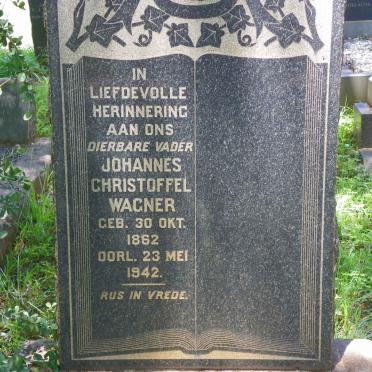 IN
LIEFDEVOLLE
HERINNERING
AAN ONS
DIERBARE VADER
JOHANNES
CHRISTOFFEL
WAGNER
GEB. 30 OKT.
1862
OORL. 23 MEI
1942.
RUS IN VREDE.